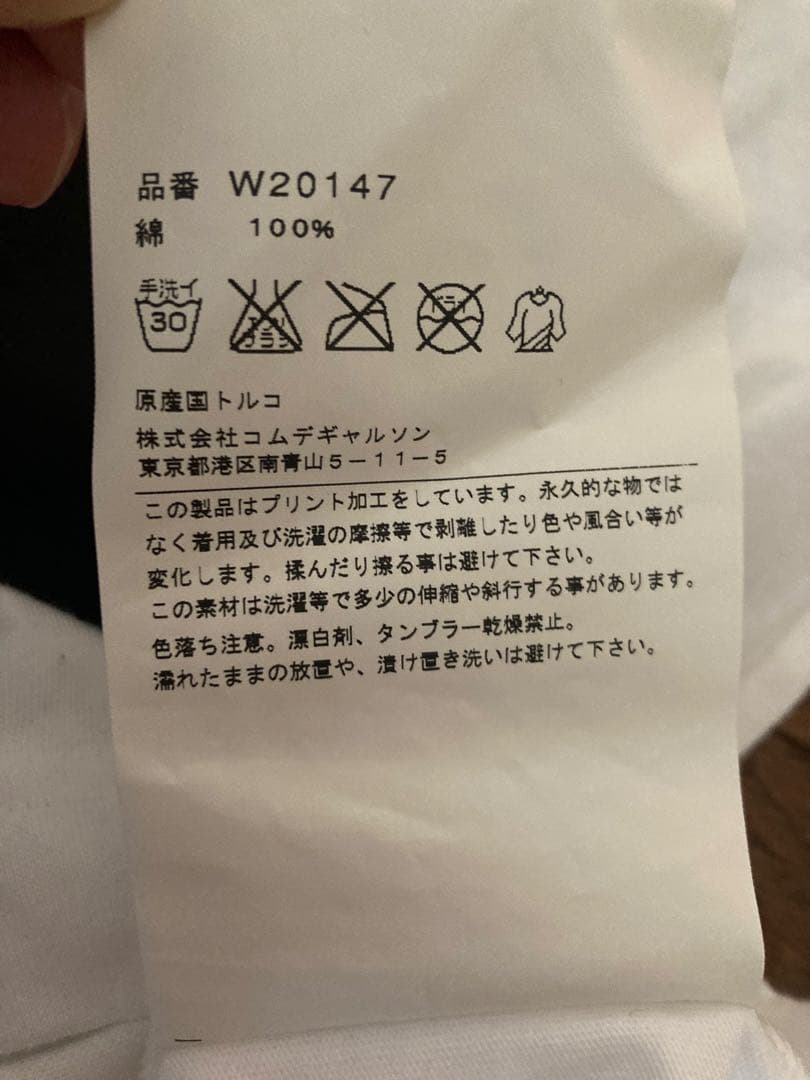 品番 W20147
綿 100%
手洗イ
30
エンソ
サラシ
ドライ
原産国トルコ
株式会社コムデギャルソン
東京都港区南青山5-11-5
この製品はプリント加工をしています。永久的な物では
なく着用及び洗濯の摩擦等で剥離したり色や風合い等が
変化します。揉んだり擦る事は避けて下さい。
この素材は洗濯等で多少の伸縮や斜行する事があります。
色落ち注意。漂白剤、タンブラー乾燥禁止。
濡れたままの放置や、漬け置き洗いは避けて下さい。